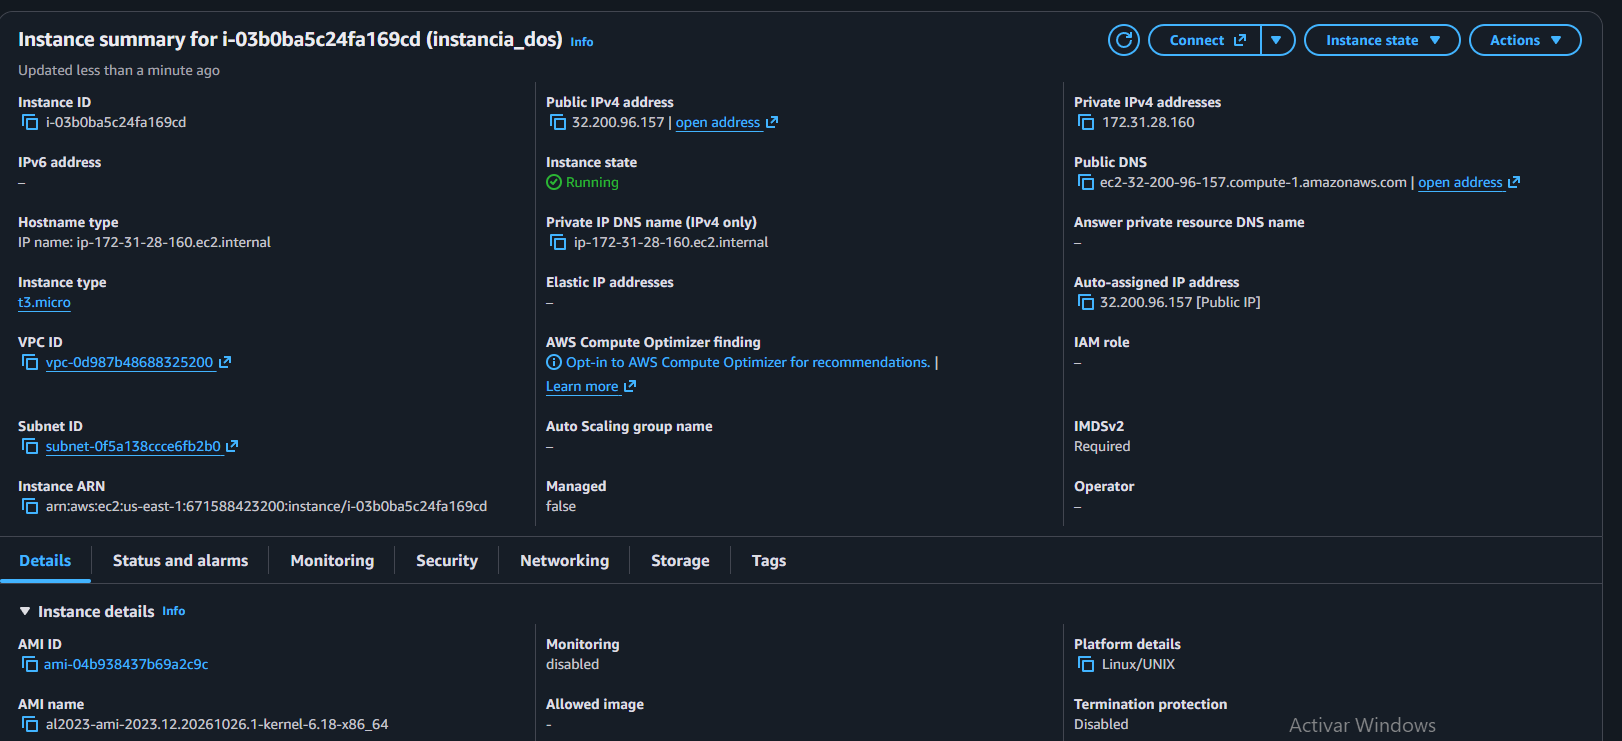 Instance summary for i-03b0ba5c24fa169cd (instancia_dos) Info
Connect
Instance state
Actions
Updated less than a minute ago
Instance ID
i-03b0ba5c24fa169cd
Public IPv4 address
32.200.96.157 | open address
Private IPv4 addresses
172.31.28.160
IPv6 address
–
Instance state
Running
Public DNS
ec2-32-200-96-157.compute-1.amazonaws.com | open address
Hostname type
IP name: ip-172-31-28-160.ec2.internal
Private IP DNS name (IPv4 only)
ip-172-31-28-160.ec2.internal
Answer private resource DNS name
–
Instance type
t3.micro
Elastic IP addresses
–
Auto-assigned IP address
32.200.96.157 [Public IP]
VPC ID
vpc-0d987b48688325200
AWS Compute Optimizer finding
Opt-in to AWS Compute Optimizer for recommendations. |
Learn more
IAM role
–
Subnet ID
subnet-0f5a138ccce6fb2b0
Auto Scaling group name
–
IMDSv2
Required
Instance ARN
arn:aws:ec2:us-east-1:671588423200:instance/i-03b0ba5c24fa169cd
Managed
false
Operator
–
Details
Status and alarms
Monitoring
Security
Networking
Storage
Tags
Instance details Info
AMI ID
ami-04b938437b69a2c9c
Monitoring
disabled
Platform details
Linux/UNIX
AMI name
al2023-ami-2023.12.20261026.1-kernel-6.18-x86_64
Allowed image
-
Termination protection
Disabled
Activar Windows